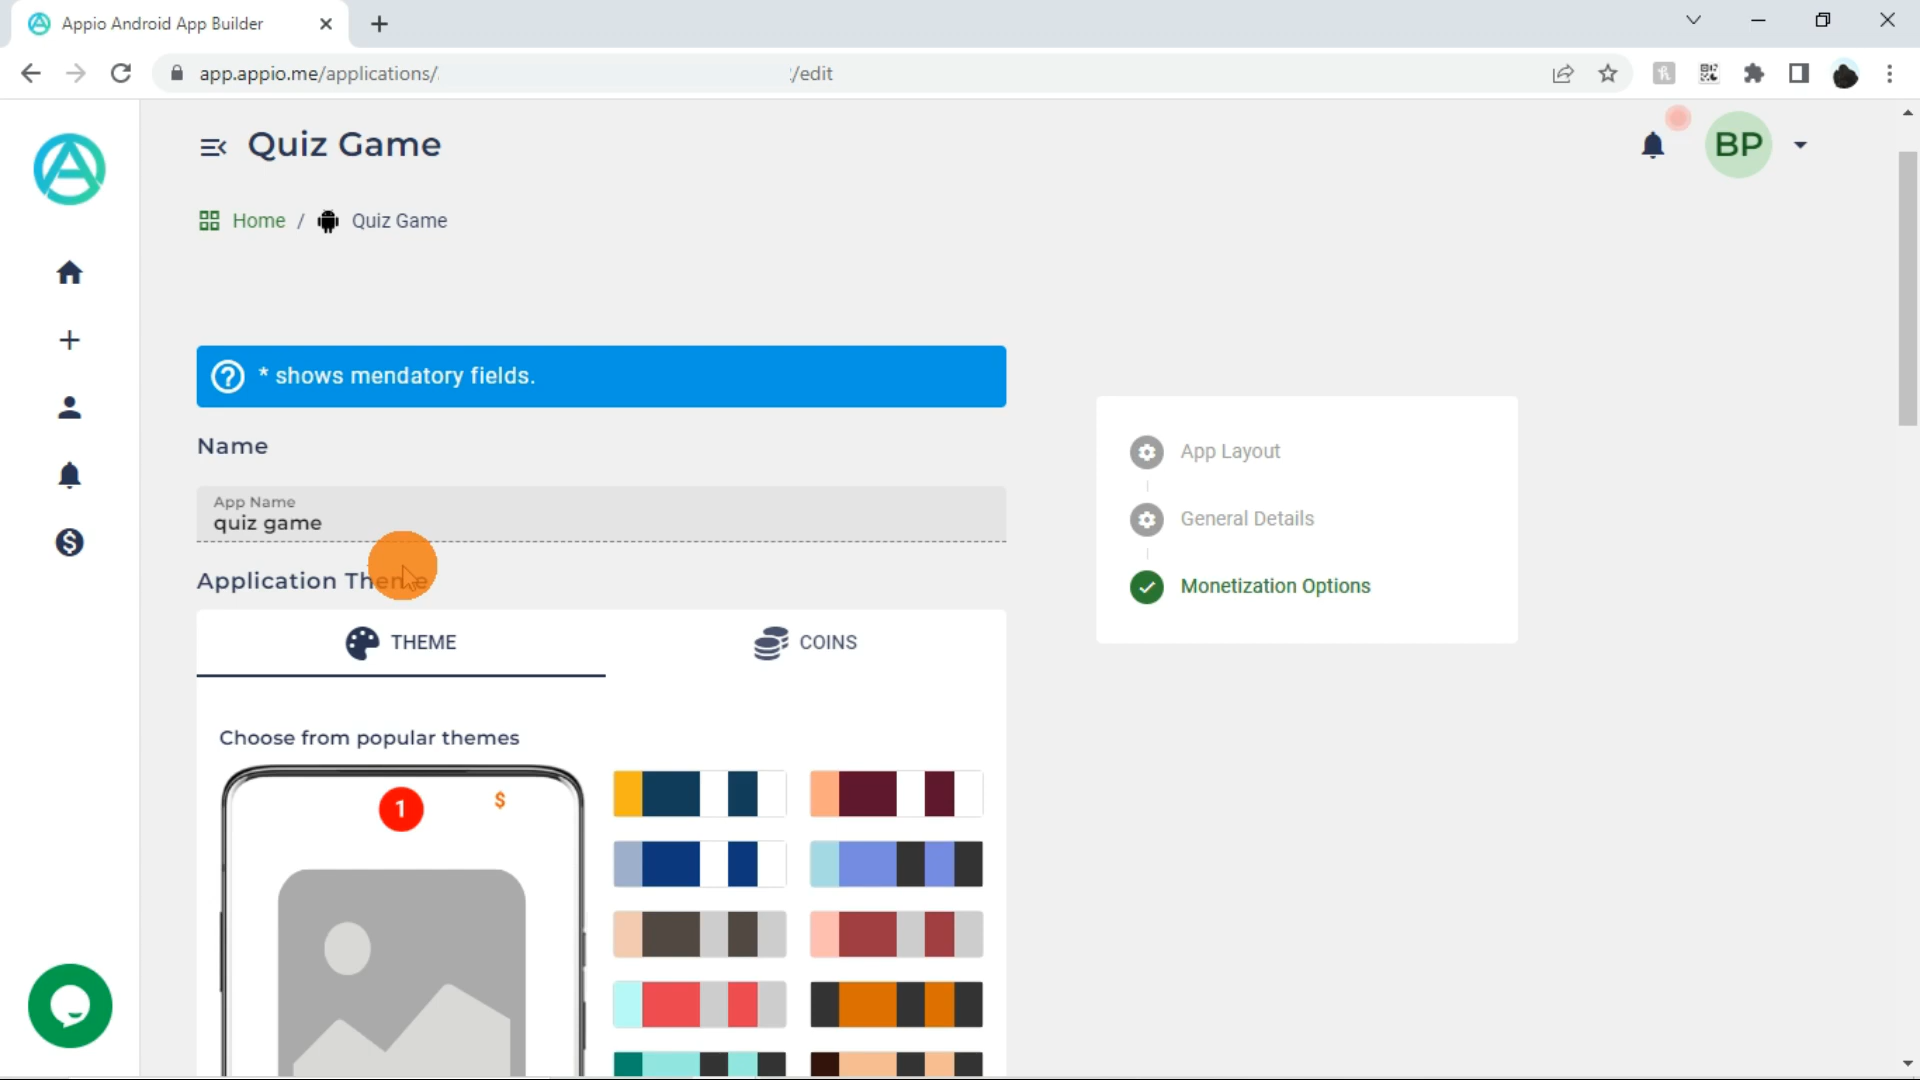 Appio Android App Builder
app.appio.me/applications/
/edit
Quiz Game
BP
Home / Quiz Game
* shows mendatory fields.
Name
App Name
quiz game
Application Theme
THEME
COINS
Choose from popular themes
1
$
App Layout
General Details
Monetization Options